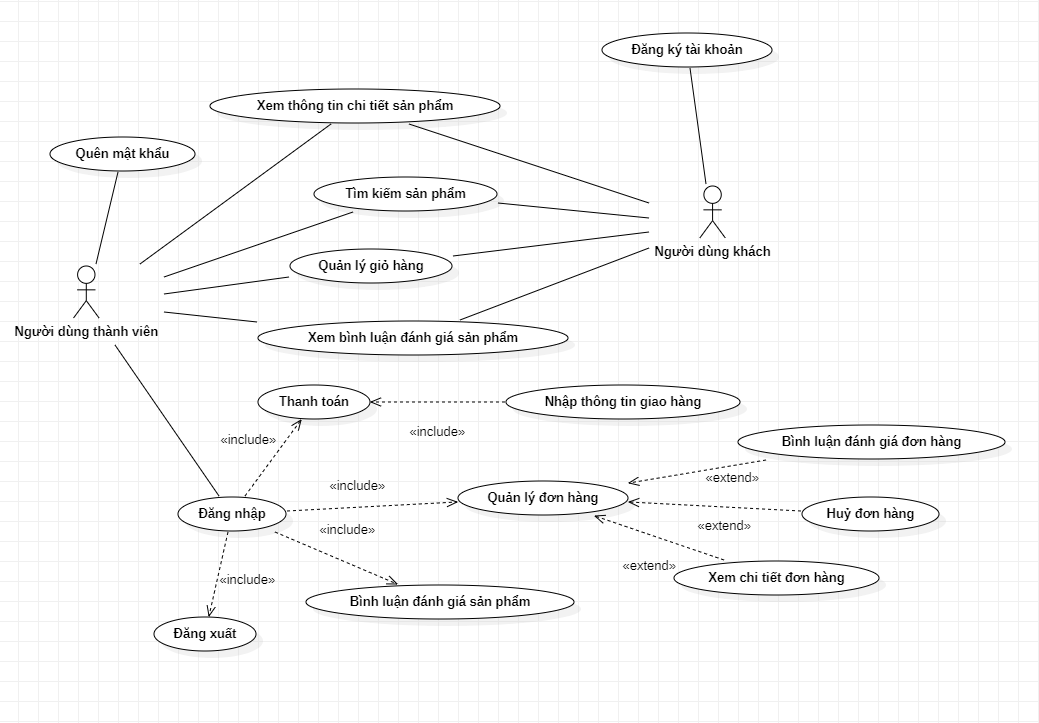 Đăng ký tài khoản
Xem thông tin chi tiết sản phẩm
Quên mật khẩu
Tìm kiếm sản phẩm
Người dùng khách
Quản lý giỏ hàng
Người dùng thành viên
Xem bình luận đánh giá sản phẩm
Thanh toán
Nhập thông tin giao hàng
«include»
«include»
Bình luận đánh giá đơn hàng
«extend»
«include»
Quản lý đơn hàng
Đăng nhập
Huỷ đơn hàng
«include»
«extend»
«extend»
«include»
Xem chi tiết đơn hàng
Bình luận đánh giá sản phẩm
Đăng xuất